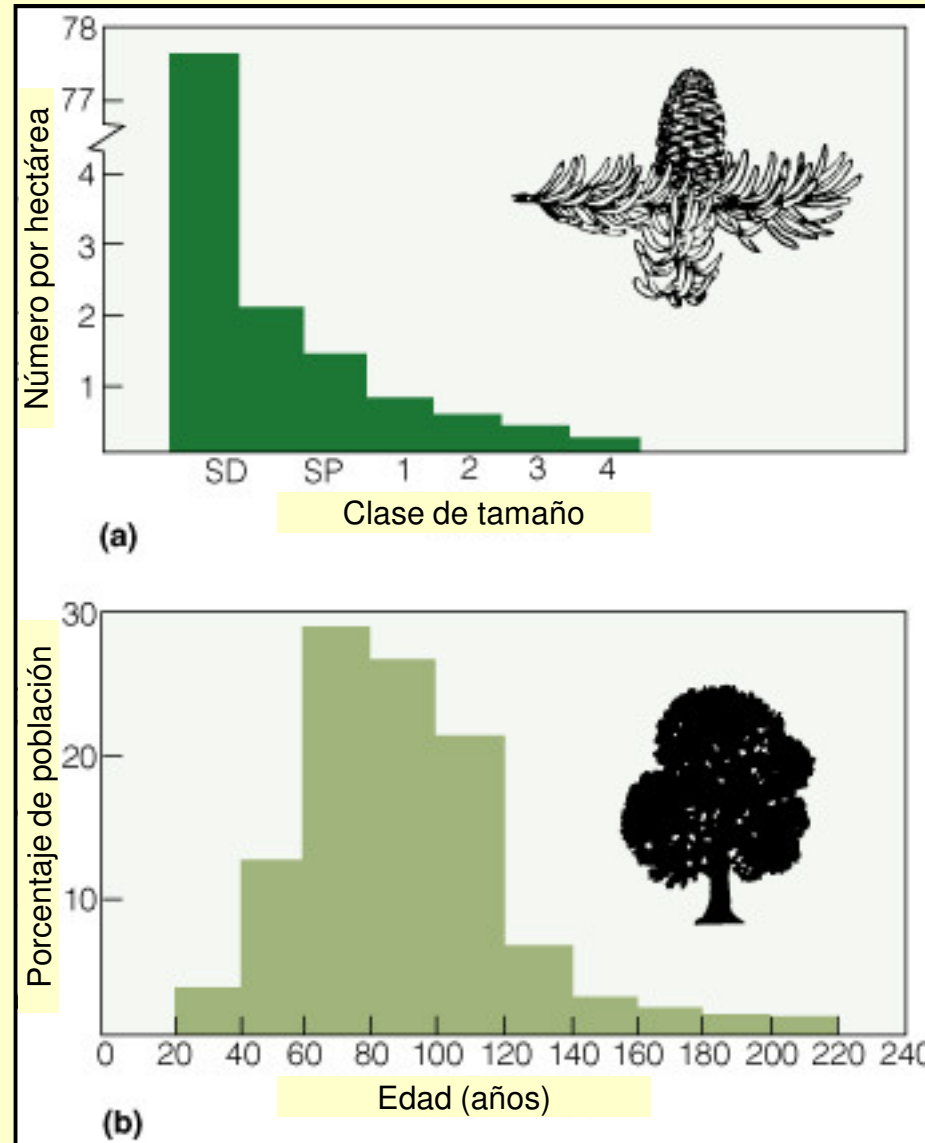 78
77
4
3
2
1
Número por hectárea
SD SP 1 2 3 4
Clase de tamaño
(a)
30
20
10
Porcentaje de población
0 20 40 60 80 100 120 140 160 180 200 220 240
Edad (años)
(b)